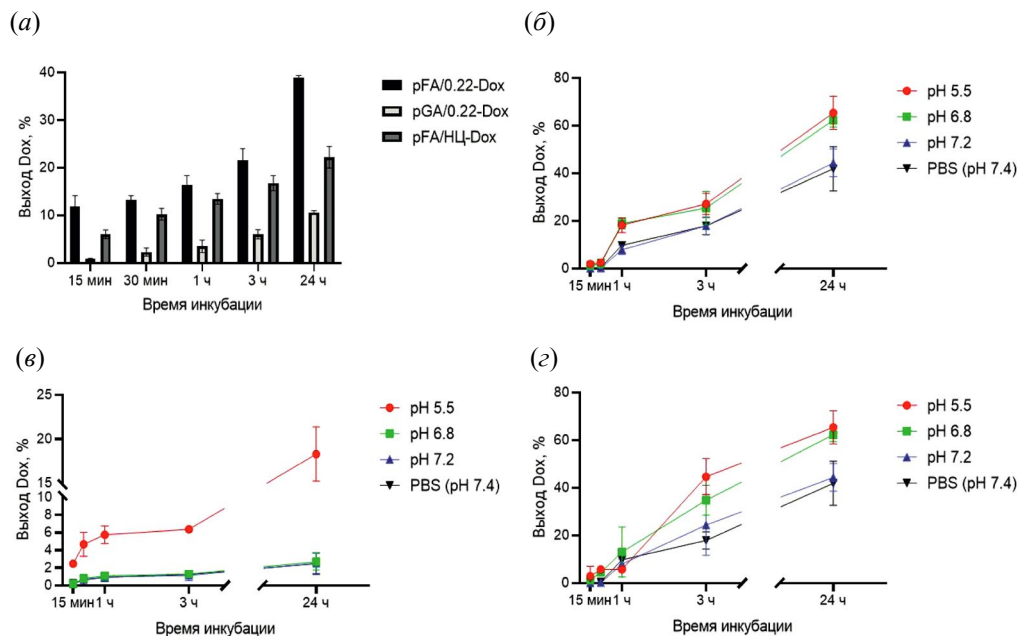 (а)
Выход Dox, %
40
30
20
10
0
15 мин 30 мин 1 ч 3 ч 24 ч
Время инкубации
pFA/0.22-Dox
pGA/0.22-Dox
pFA/НЦ-Dox
(б)
Выход Dox, %
80
60
40
20
0
15 мин 1 ч 3 ч 24 ч
Время инкубации
pH 5.5
pH 6.8
pH 7.2
PBS (pH 7.4)
(в)
Выход Dox, %
25
20
15
10
8
6
4
2
0
15 мин 1 ч 3 ч 24 ч
Время инкубации
pH 5.5
pH 6.8
pH 7.2
PBS (pH 7.4)
(г)
Выход Dox, %
80
60
40
20
0
15 мин 1 ч 3 ч 24 ч
Время инкубации
pH 5.5
pH 6.8
pH 7.2
PBS (pH 7.4)